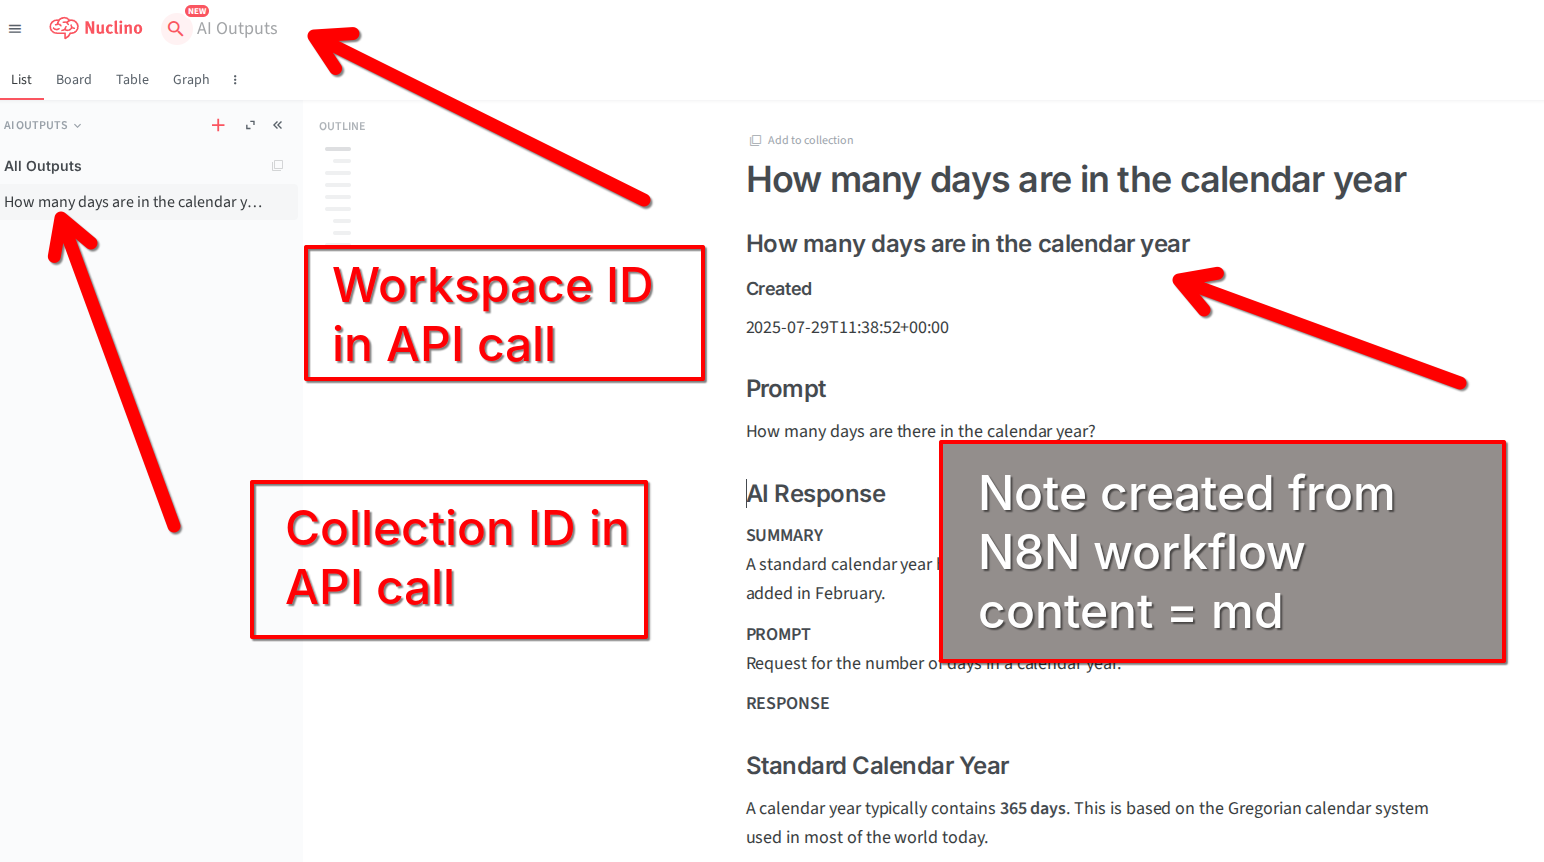 NEW
Nuclino
AI Outputs
List Board Table Graph
AI OUTPUTS
OUTLINE
Add to collection
All Outputs
How many days are in the calendar y...
How many days are in the calendar year
How many days are in the calendar year
Created
2025-07-29T11:38:52+00:00
Workspace ID
in API call
Prompt
How many days are there in the calendar year?
Collection ID in
API call
Note created from
N8N workflow
content = md
AI Response
SUMMARY
A standard calendar year
added in February.
PROMPT
Request for the number of days in a calendar year.
RESPONSE
Standard Calendar Year
A calendar year typically contains 365 days. This is based on the Gregorian calendar system
used in most of the world today.